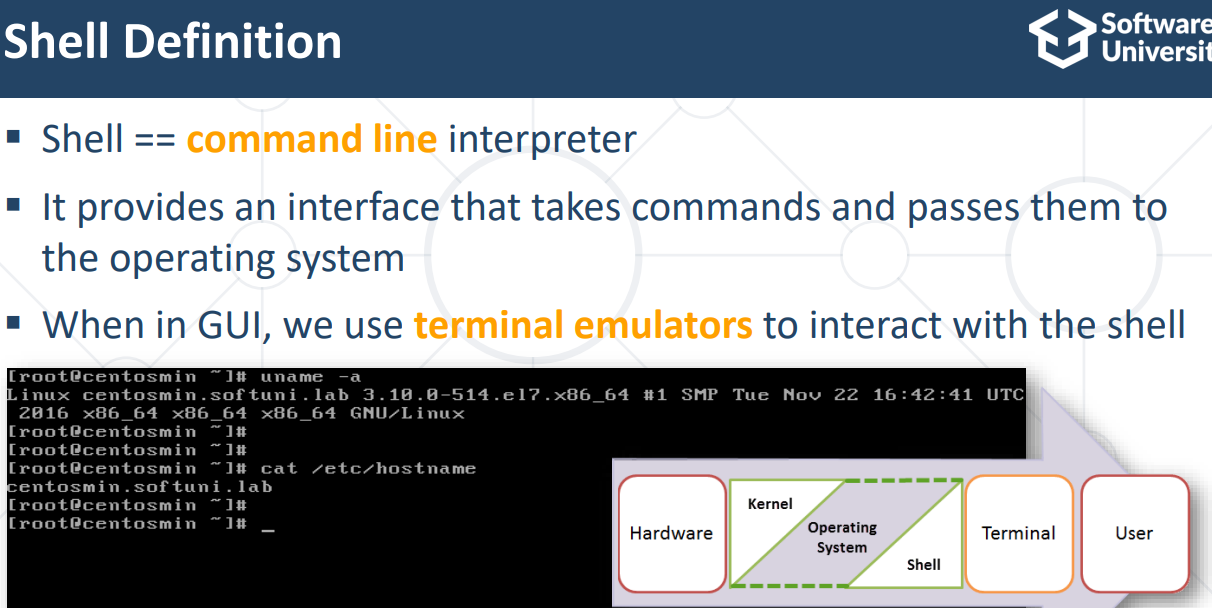 Shell Definition
Software
Universit
▪ Shell == command line interpreter
▪ It provides an interface that takes commands and passes them to
the operating system
▪ When in GUI, we use terminal emulators to interact with the shell
[root@centosmin ~]# uname -a
Linux centosmin.softuni.lab 3.10.0-514.el7.x86_64 #1 SMP Tue Nov 22 16:42:41 UTC
2016 x86_64 x86_64 x86_64 GNU/Linux
[root@centosmin ~]#
[root@centosmin ~]#
[root@centosmin ~]# cat /etc/hostname
centosmin.softuni.lab
[root@centosmin ~]#
[root@centosmin ~]# _
Hardware
Kernel
Operating
System
Shell
Terminal
User